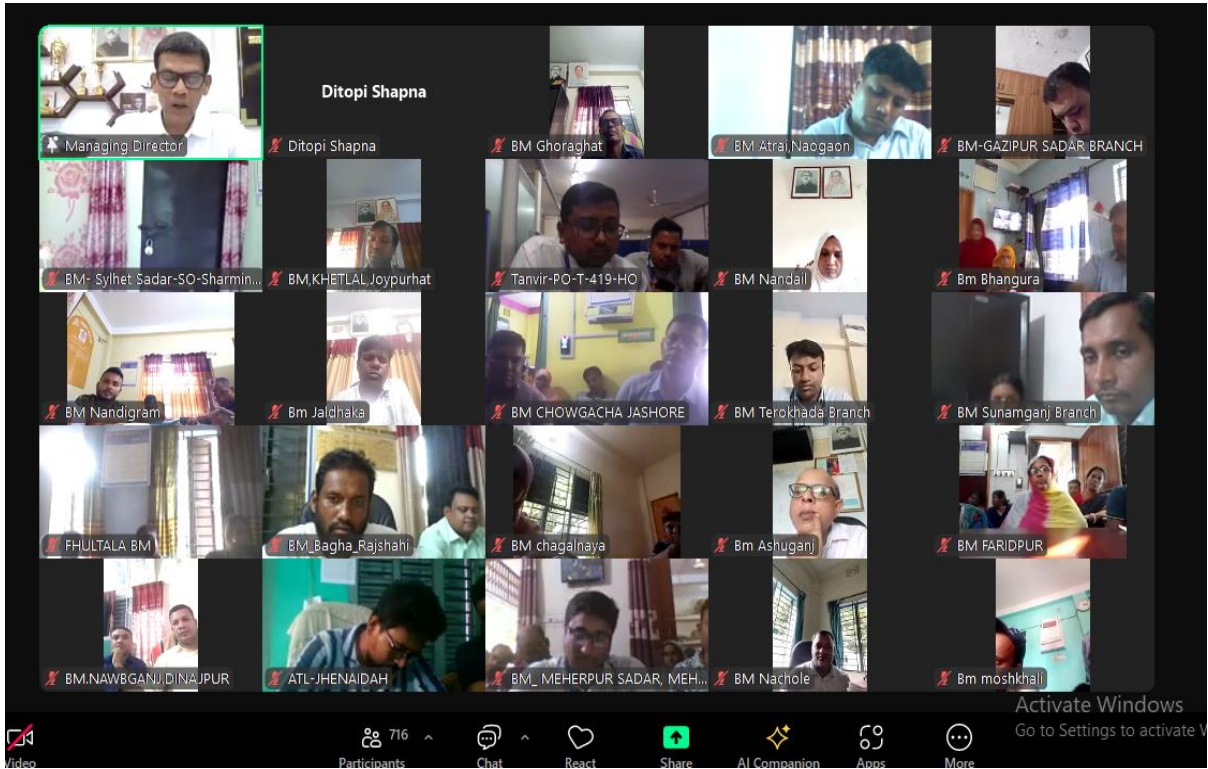 Ditopi Shapna
Managing Director
Ditopi Shapna
BM Ghoraghat
BM Atrai,Naogaon
BM-GAZIPUR SADAR BRANCH
BM- Sylhet Sadar-SO-Sharmin...
BM,KHETLAL,Joypurhat
Tanvir-PO-T-419-HO
BM Nandail
Bm Bhangura
BM Nandigram
Bm Jaldhaka
BM CHOWGACHA JASHORE
BM Terokhada Branch
BM Sunamganj Branch
FHULTALA BM
BM_Bagha_Rajshahi
BM chagalnaya
Bm Ashuganj
BM FARIDPUR
BM.NAWBGANJ.DINAJPUR
ATL-JHENAIDAH
BM_ MEHERPUR SADAR, MEH...
BM Nachole
Bm moshkhali
Activate Windows
Go to Settings to activate W
Video
716
Participants
Chat
React
Share
AI Companion
Apps
More